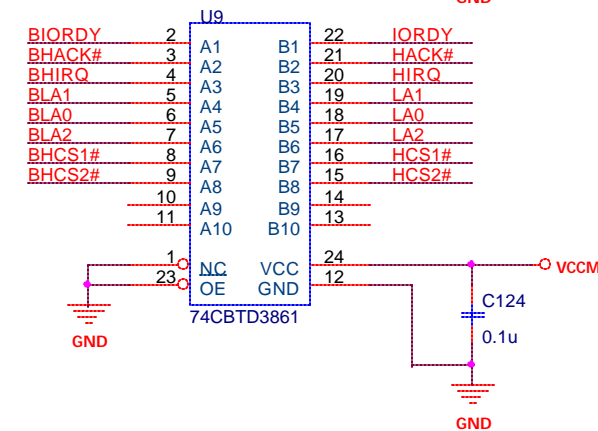 GND
U9
BIORDY 2 A1 B1 22 IORDY
BHACK# 3 A2 B2 21 HACK#
BHIRQ 4 A3 B3 20 HIRQ
BLA1 5 A4 B4 19 LA1
BLA0 6 A5 B5 18 LA0
BLA2 7 A6 B6 17 LA2
BHCS1# 8 A7 B7 16 HCS1#
BHCS2# 9 A8 B8 15 HCS2#
10 A9 B9 14
11 A10 B10 13
1 NC VCC 24 VCCM
23 OE GND 12
74CBTD3861
C124
0.1u
GND
GND